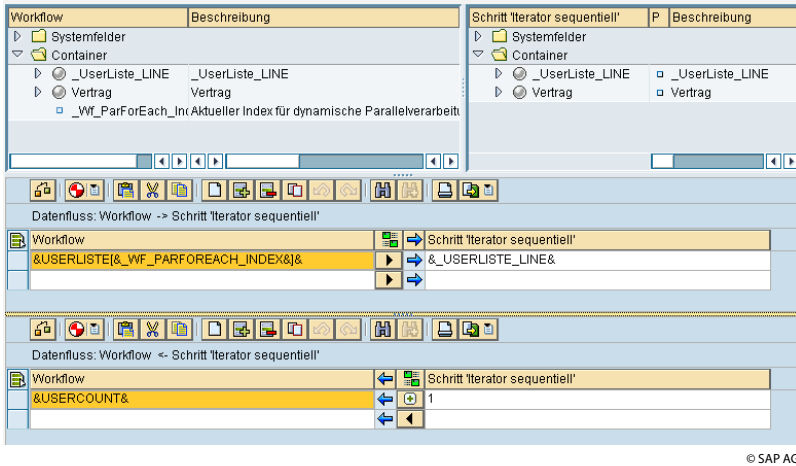 Workflow Beschreibung Schritt 'Iterator sequentiell' P Beschreibung
Systemfelder Systemfelder
Container Container
_UserListe_LINE _UserListe_LINE _UserListe_LINE _UserListe_LINE
Vertrag Vertrag Vertrag Vertrag
_Wf_ParForEach_Inc Aktueller Index für dynamische Parallelverarbeitu
Datenfluss: Workflow -> Schritt 'Iterator sequentiell'
Workflow Schritt 'Iterator sequentiell'
&USERLISTE[&_WF_PARFOREACH_INDEX&]& &_USERLISTE_LINE&
Datenfluss: Workflow <- Schritt 'Iterator sequentiell'
Workflow Schritt 'Iterator sequentiell'
&USERCOUNT& 1
© SAP AG